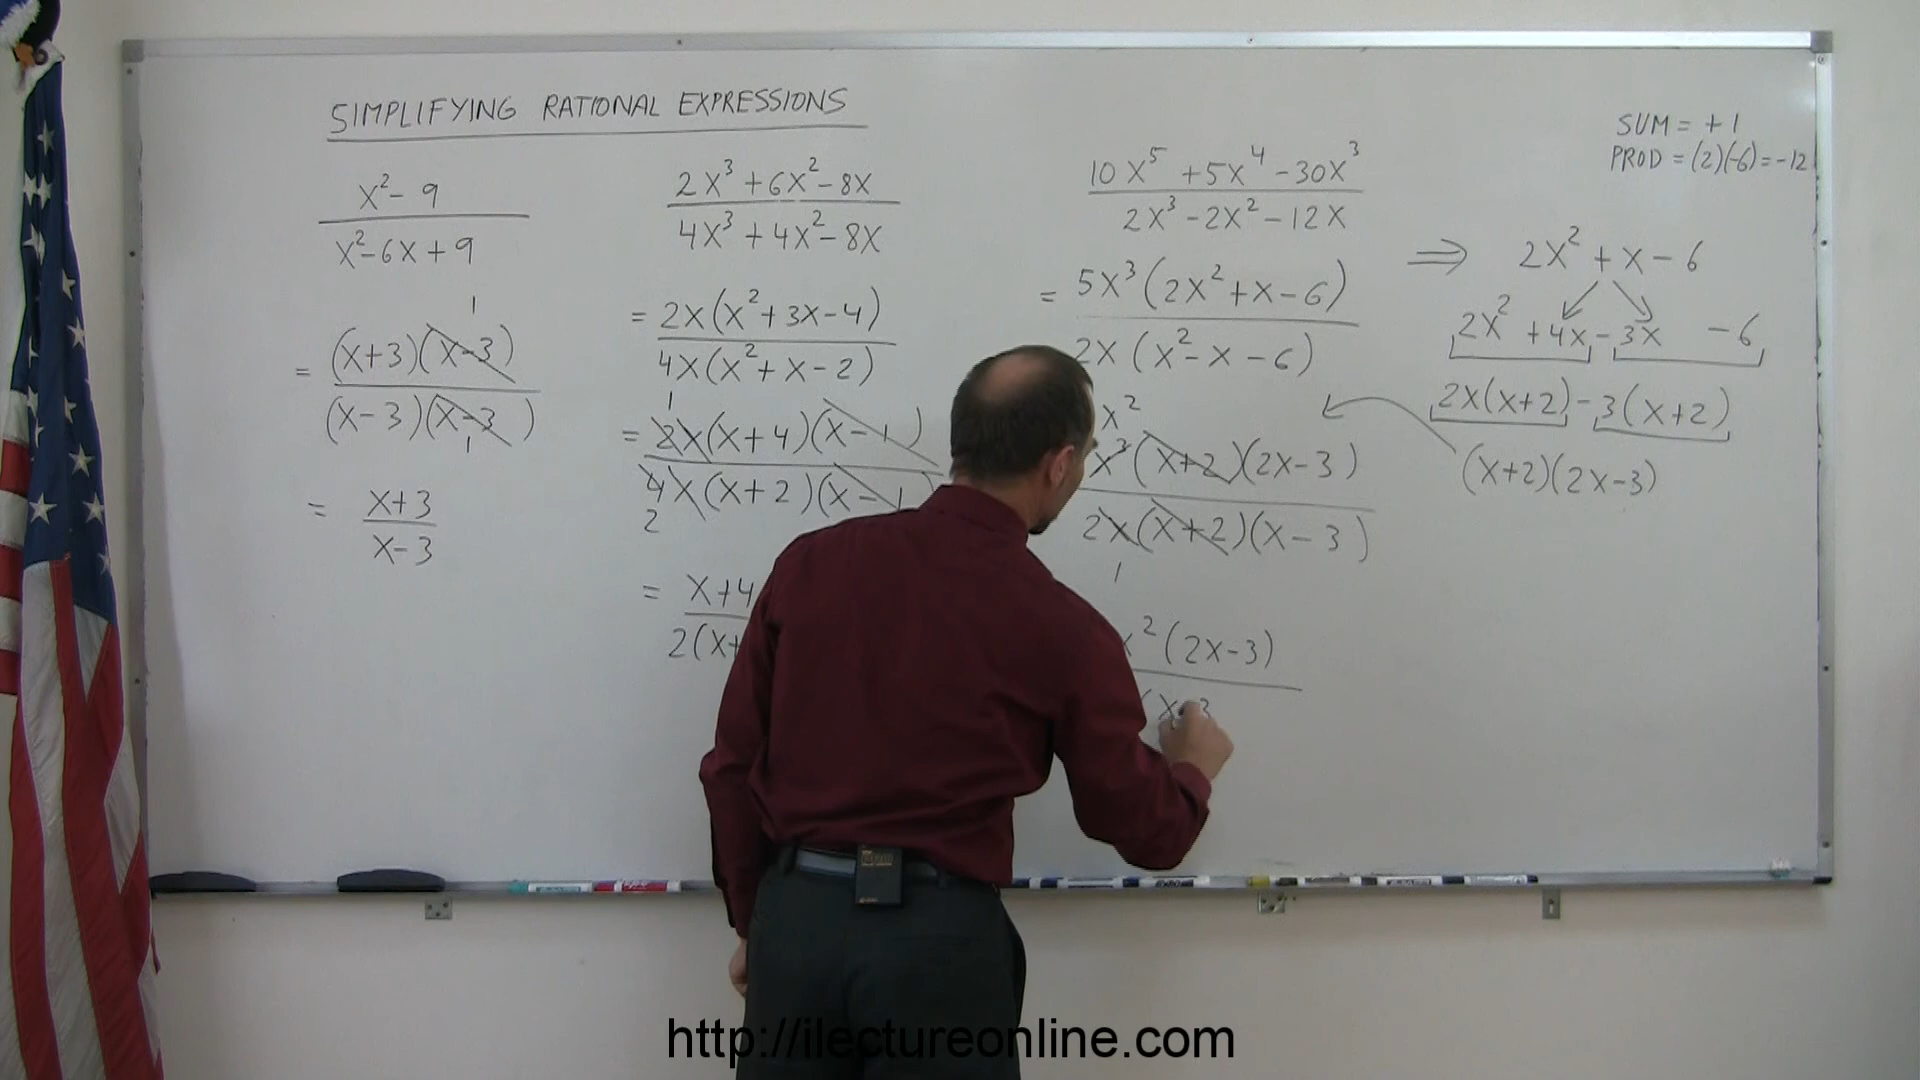 SIMPLIFYING RATIONAL EXPRESSIONS
x² - 9
x² - 6x + 9
1
= (x+3)(x-3)
(x-3)(x-3)
1
= x+3
x-3
2x³ + 6x² - 8x
4x³ + 4x² - 8x
= 2x(x² + 3x - 4)
4x(x² + x - 2)
1
= 2x(x+4)(x-1)
4x(x+2)(x-1)
2
= x+4
2(x+
10x⁵ + 5x⁴ - 30x³
2x³ - 2x² - 12x
= 5x³(2x² + x - 6)
2x(x² - x - 6)
x²
x³(x+2)(2x-3)
2x(x+2)(x-3)
1
x²(2x-3)
(x-3
SUM = +1
PROD = (2)(-6) = -12
⇒ 2x² + x - 6
2x² + 4x - 3x - 6
2x(x+2) - 3(x+2)
(x+2)(2x-3)
http://ilectureonline.com